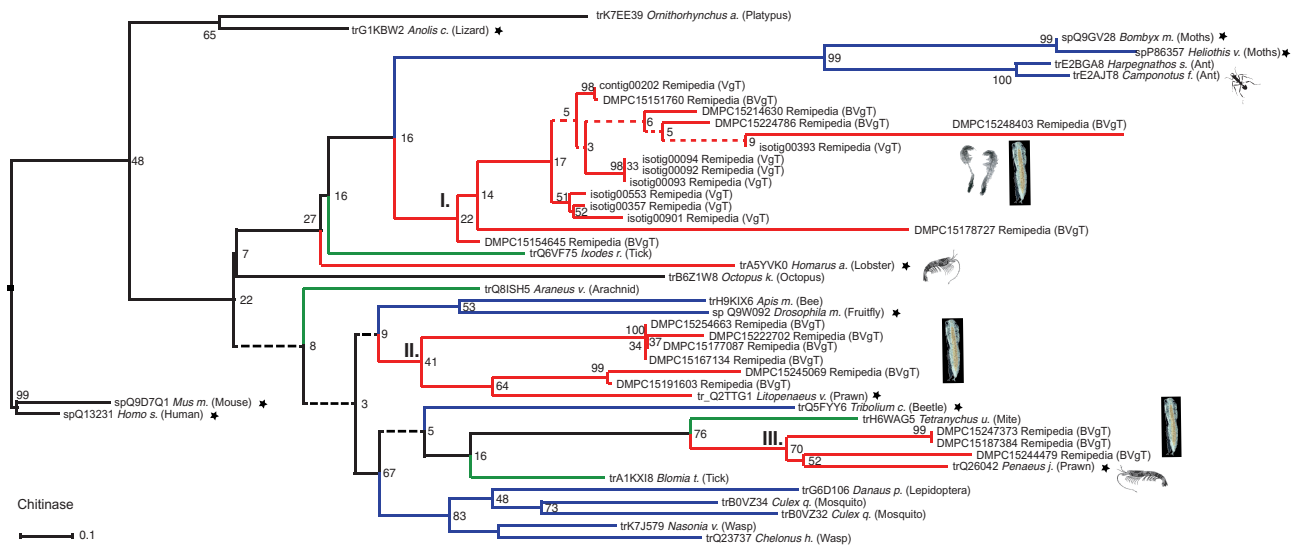 trK7EE39 Ornithorhynchus a. (Platypus)
65
trG1KBW2 Anolis c. (Lizard)
99
spQ9GV28 Bombyx m. (Moths)
spP86357 Heliothis v. (Moths)
99
trE2BGA8 Harpegnathos s. (Ant)
100
trE2AJT8 Camponotus f. (Ant)
98
contig00202 Remipedia (VgT)
DMPC15151760 Remipedia (BVgT)
5
DMPC15214630 Remipedia (BVgT)
6
DMPC15224786 Remipedia (BVgT)
5
DMPC15248403 Remipedia (BVgT)
9
isotig00393 Remipedia (VgT)
16
3
48
isotig00094 Remipedia (VgT)
17
98 33
isotig00092 Remipedia (VgT)
isotig00093 Remipedia (VgT)
16
14
51
isotig00553 Remipedia (VgT)
I.
isotig00357 Remipedia (VgT)
52
27
22
isotig00901 Remipedia (VgT)
DMPC15178727 Remipedia (BVgT)
DMPC15154645 Remipedia (BVgT)
7
trQ6VF75 Ixodes r. (Tick)
trA5YVK0 Homarus a. (Lobster)
trB6Z1W8 Octopus k. (Octopus)
22
trQ8ISH5 Araneus v. (Arachnid)
trH9KIX6 Apis m. (Bee)
53
sp Q9W092 Drosophila m. (Fruitfly)
DMPC15254663 Remipedia (BVgT)
100
9
DMPC15222702 Remipedia (BVgT)
8
II.
34
37
DMPC15177087 Remipedia (BVgT)
41
DMPC15167134 Remipedia (BVgT)
99
DMPC15245069 Remipedia (BVgT)
64
DMPC15191603 Remipedia (BVgT)
99
spQ9D7Q1 Mus m. (Mouse)
3
tr_Q2TTG1 Litopenaeus v. (Prawn)
spQ13231 Homo s. (Human)
trQ5FYY6 Tribolium c. (Beetle)
trH6WAG5 Tetranychus u. (Mite)
5
76
99
DMPC15247373 Remipedia (BVgT)
III.
DMPC15187384 Remipedia (BVgT)
16
70
DMPC15244479 Remipedia (BVgT)
52
trQ26042 Penaeus j. (Prawn)
67
trA1KXI8 Blomia t. (Tick)
trG6D106 Danaus p. (Lepidoptera)
48
trB0VZ34 Culex q. (Mosquito)
73
Chitinase
83
trB0VZ32 Culex q. (Mosquito)
trK7J579 Nasonia v. (Wasp)
0.1
trQ23737 Chelonus h. (Wasp)